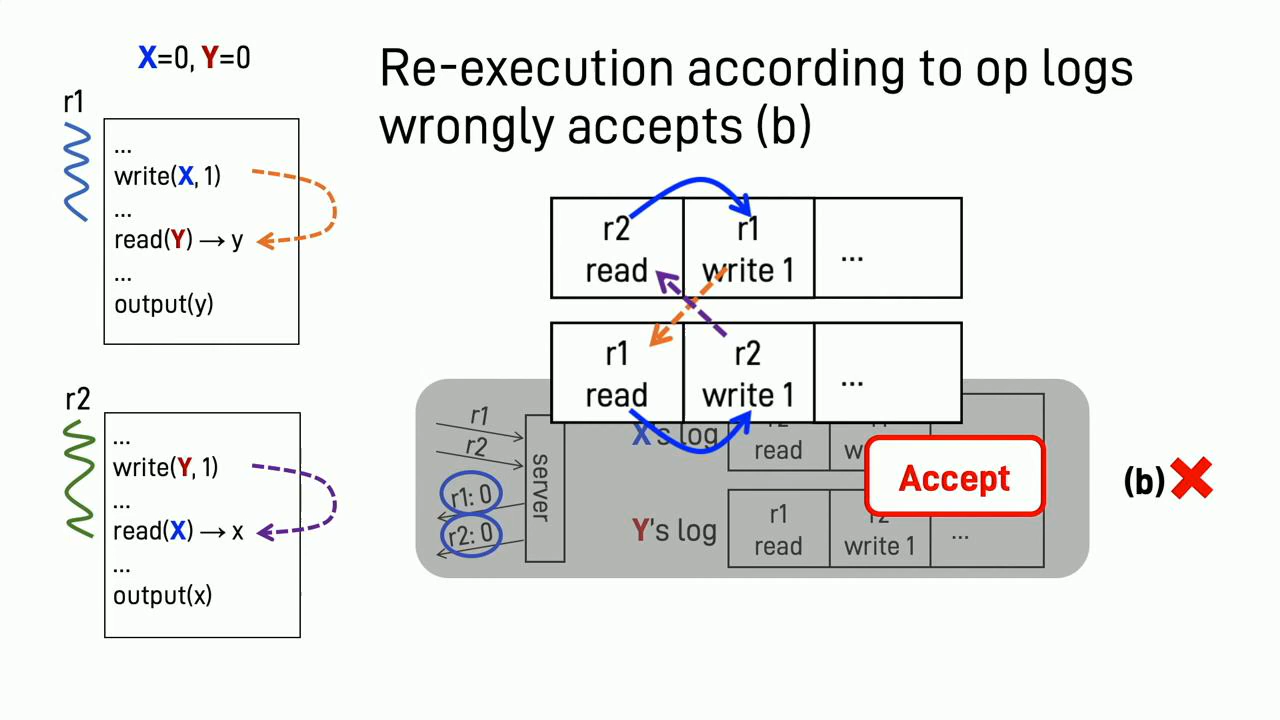 X=0, Y=0
Re-execution according to op logs
wrongly accepts (b)
r1
...
write(X, 1)
...
read(Y) → y
...
output(y)
r2
...
write(Y, 1)
...
read(X) → x
...
output(x)
r2 r1
read write 1 ...
r1 r2
read write 1 ...
r1
r2
r1: 0
r2: 0
server
X's log
read
Y's log
r1
read write 1 ...
Accept
(b)